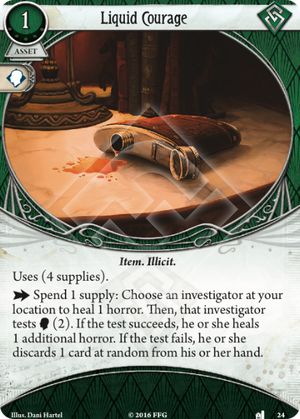 1
Liquid Courage
ASSET
Item. Illicit.
Uses (4 supplies).
Spend 1 supply: Choose an investigator at your
location to heal 1 horror. Then, that investigator
tests (2). If the test succeeds, he or she heals
1 additional horror. If the test fails, he or she
discards 1 card at random from his or her hand.
Illus. Dani Hartel
© 2016 FFG
24